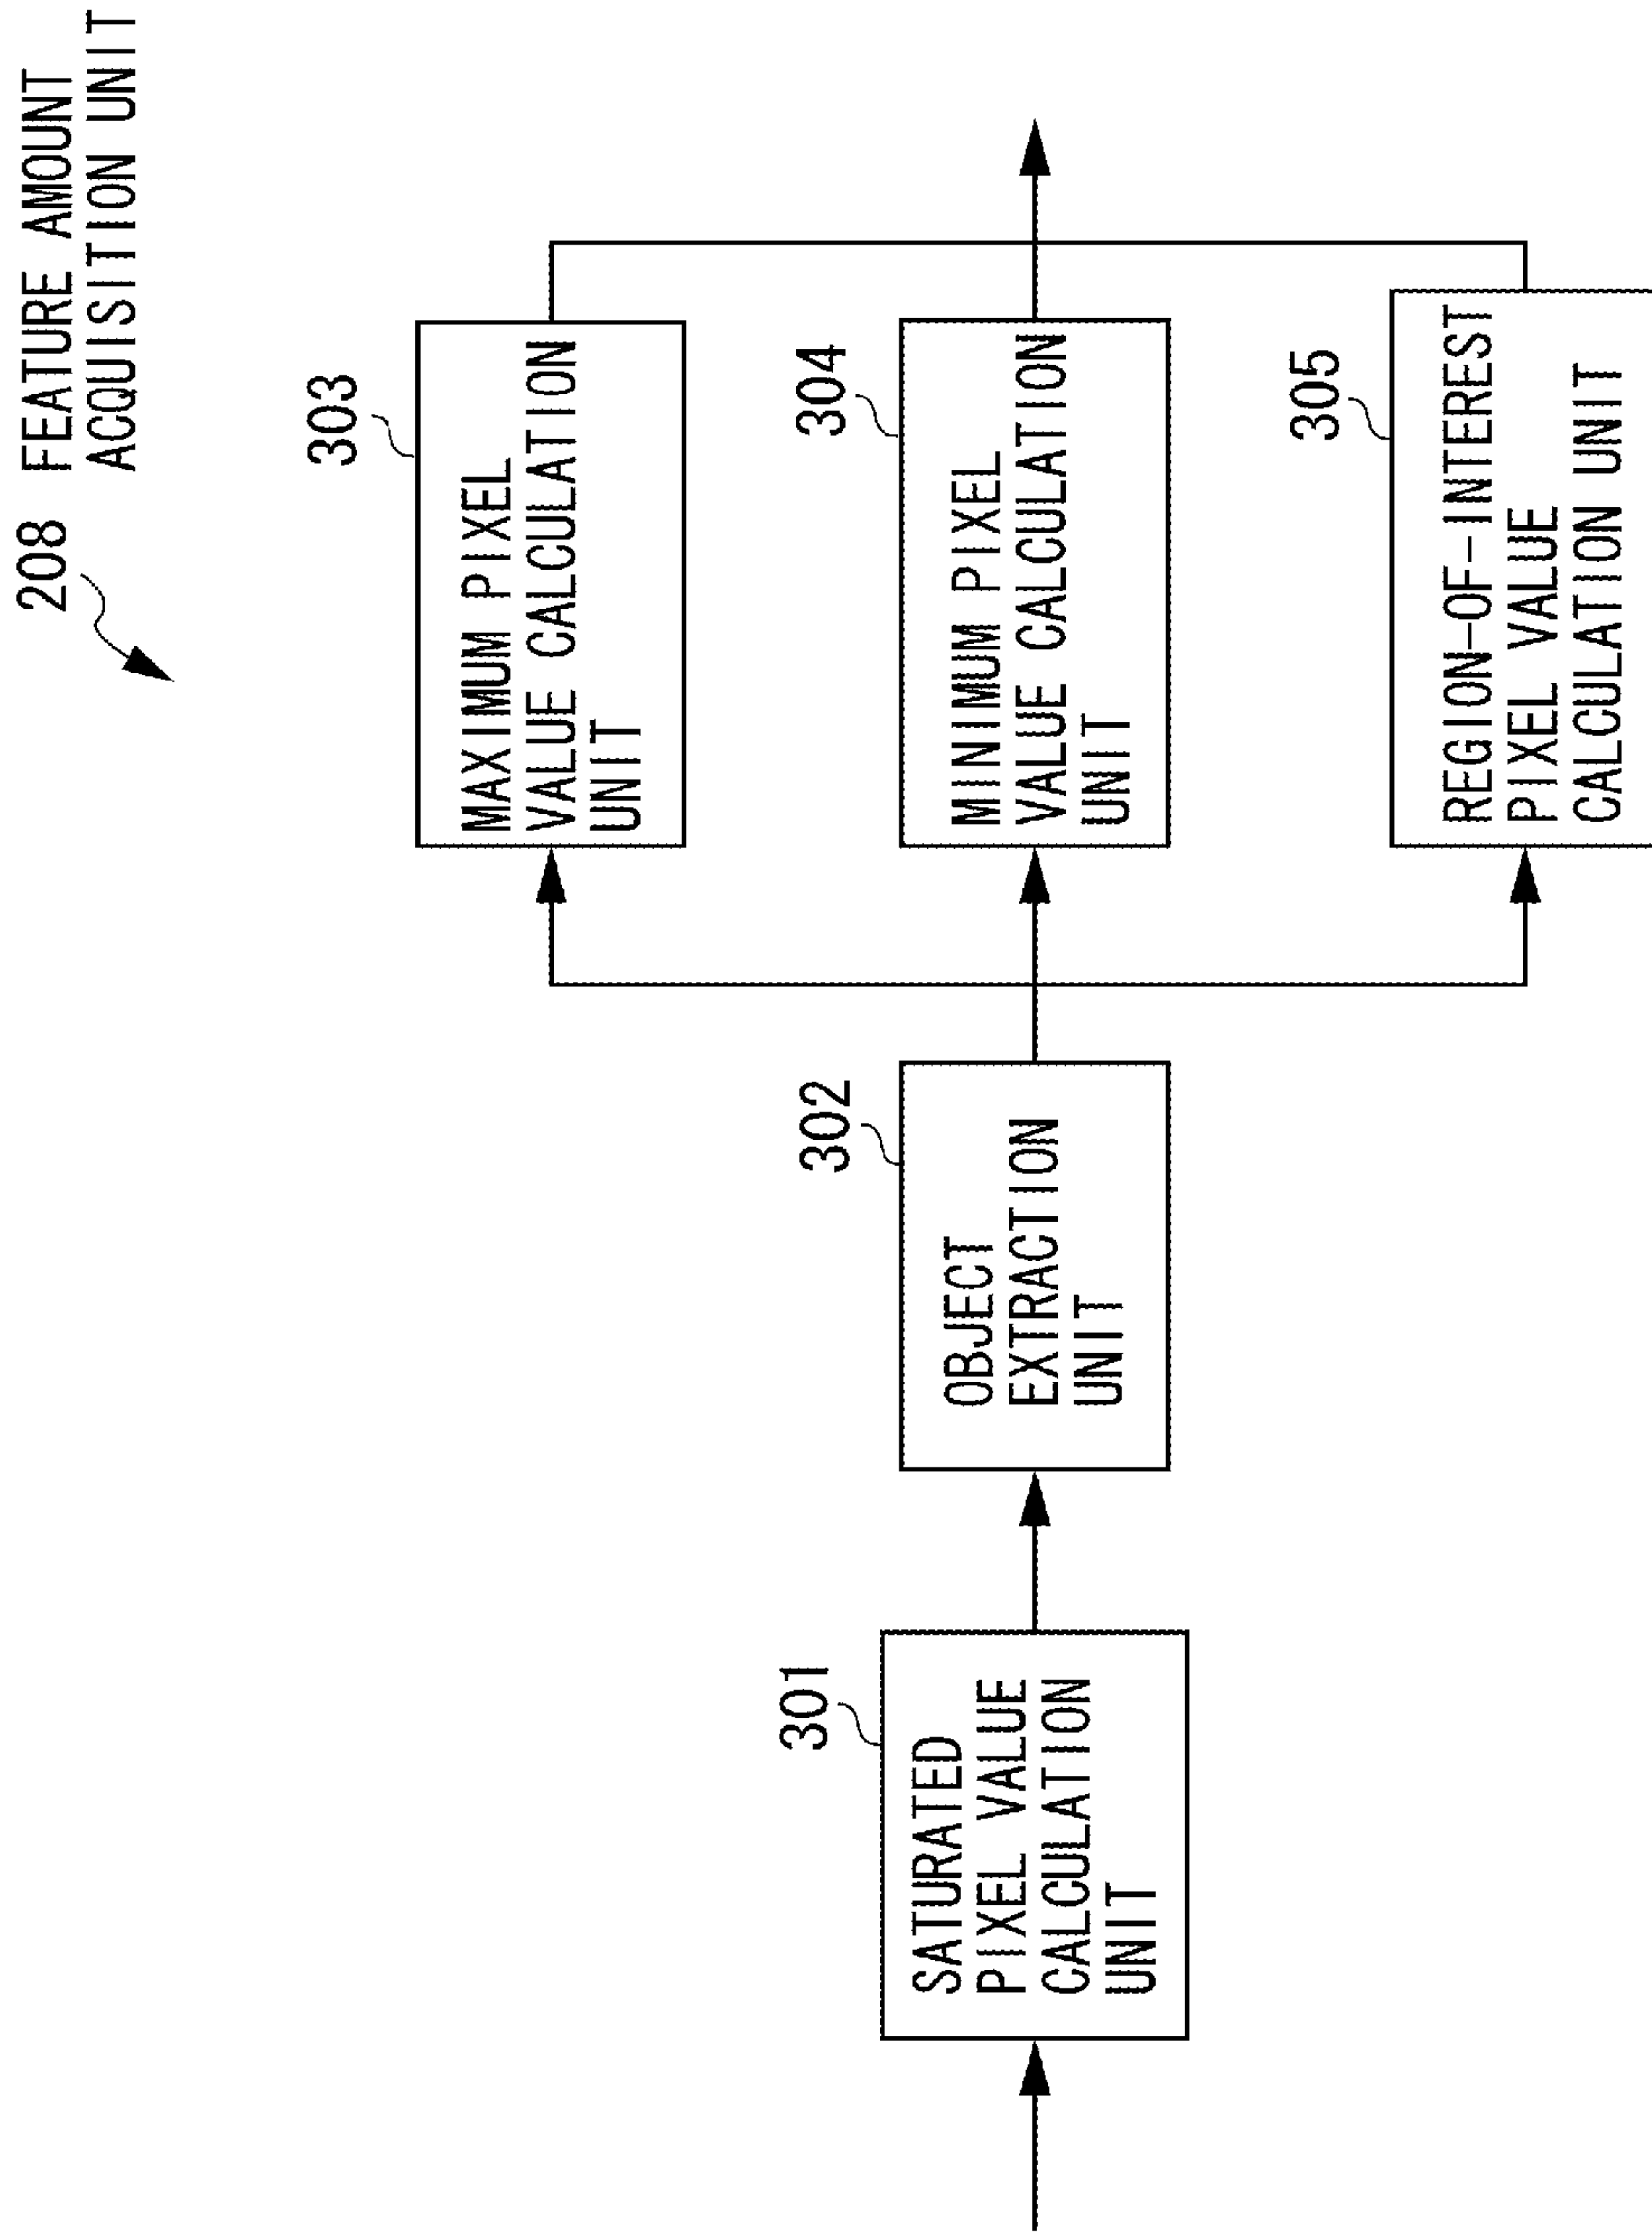 208 FEATURE AMOUNT
ACQUISITION UNIT
301
SATURATED
PIXEL VALUE
CALCULATION
UNIT
302
OBJECT
EXTRACTION
UNIT
303
MAXIMUM PIXEL
VALUE CALCULATION
UNIT
304
MINIMUM PIXEL
VALUE CALCULATION
UNIT
305
REGION-OF-INTEREST
PIXEL VALUE
CALCULATION UNIT